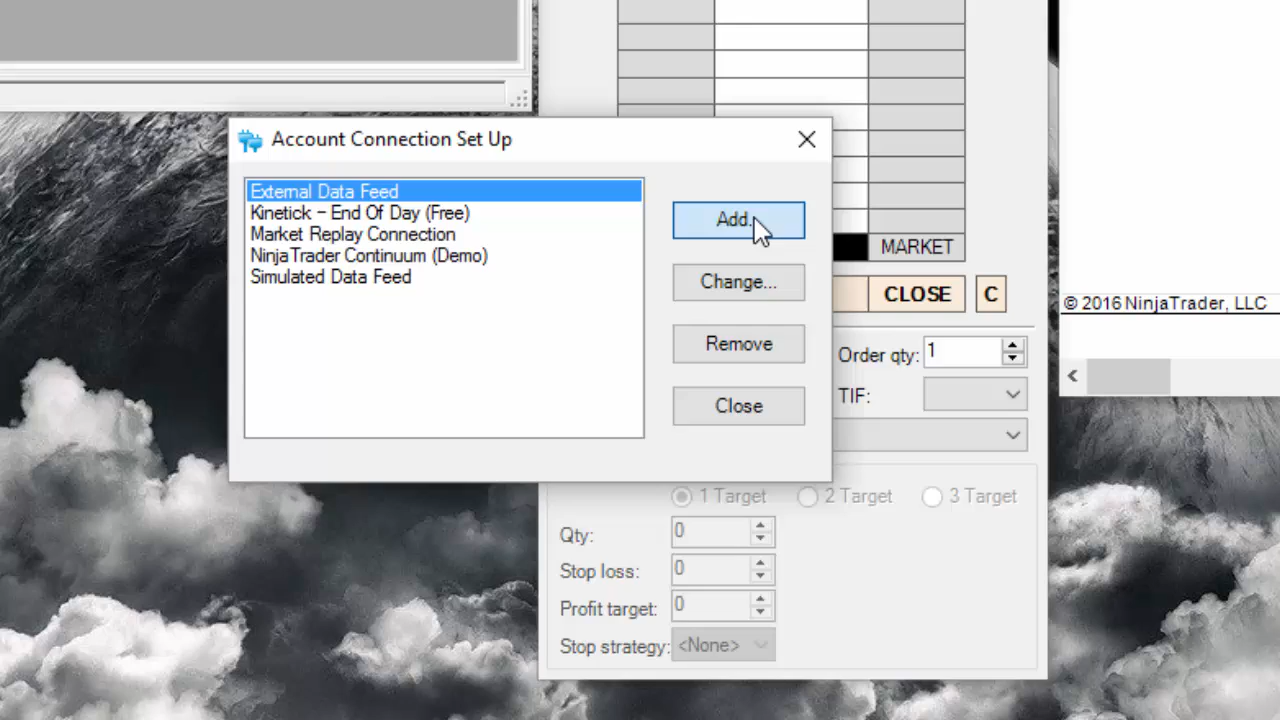 Account Connection Set Up
External Data Feed
Kinetick – End Of Day (Free)
Market Replay Connection
NinjaTrader Continuum (Demo)
Simulated Data Feed
Add...
Change...
Remove
Close
MARKET
CLOSE
C
Order qty: 1
TIF:
1 Target 2 Target 3 Target
Qty: 0
Stop loss: 0
Profit target: 0
Stop strategy: <None>
© 2016 NinjaTrader, LLC